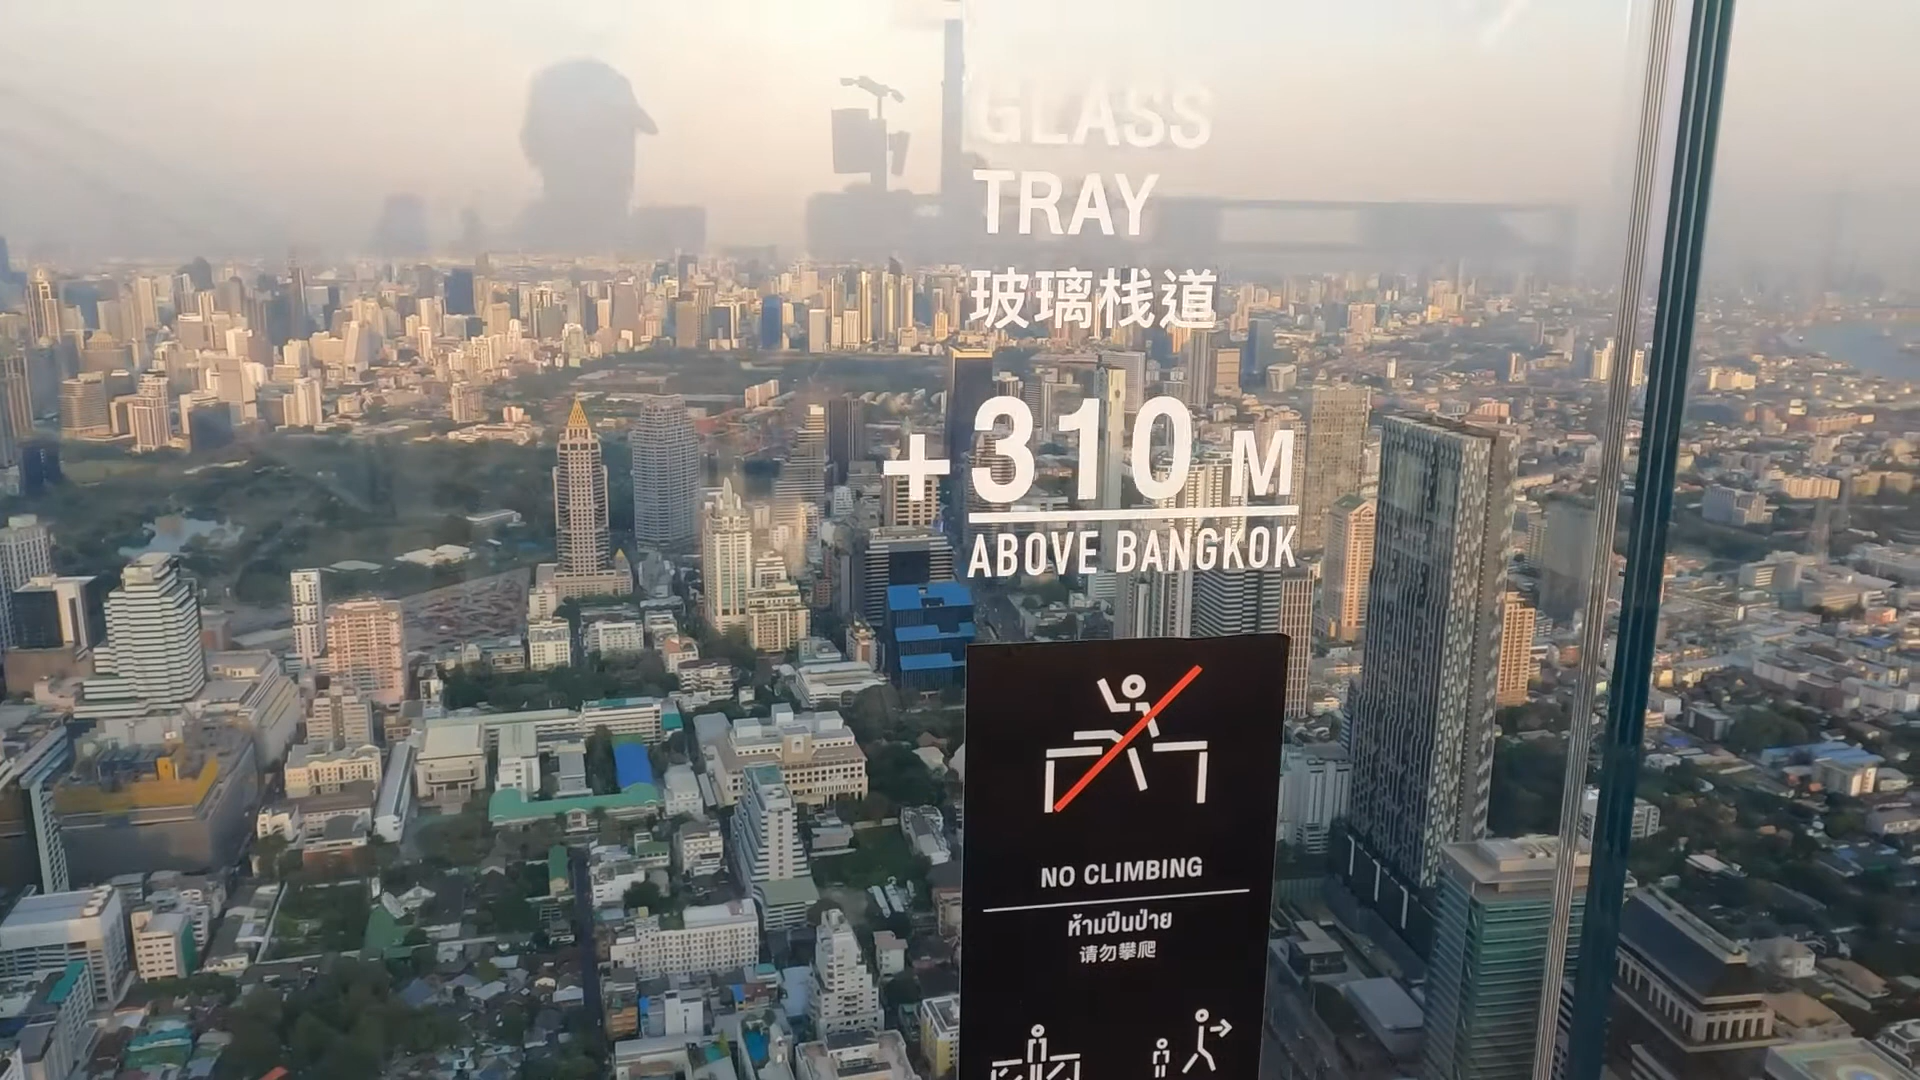 GLASS
TRAY
玻璃栈道
+310 M
ABOVE BANGKOK
NO CLIMBING
ห้ามปีนป่าย
请勿攀爬